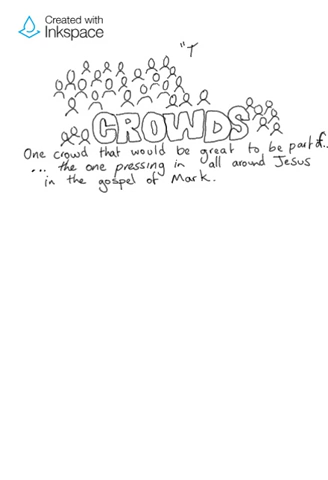 Created with
Inkspace
"T
CROWDS
One crowd that would be great to be part of..
... the one pressing in all around Jesus
in the gospel of Mark.